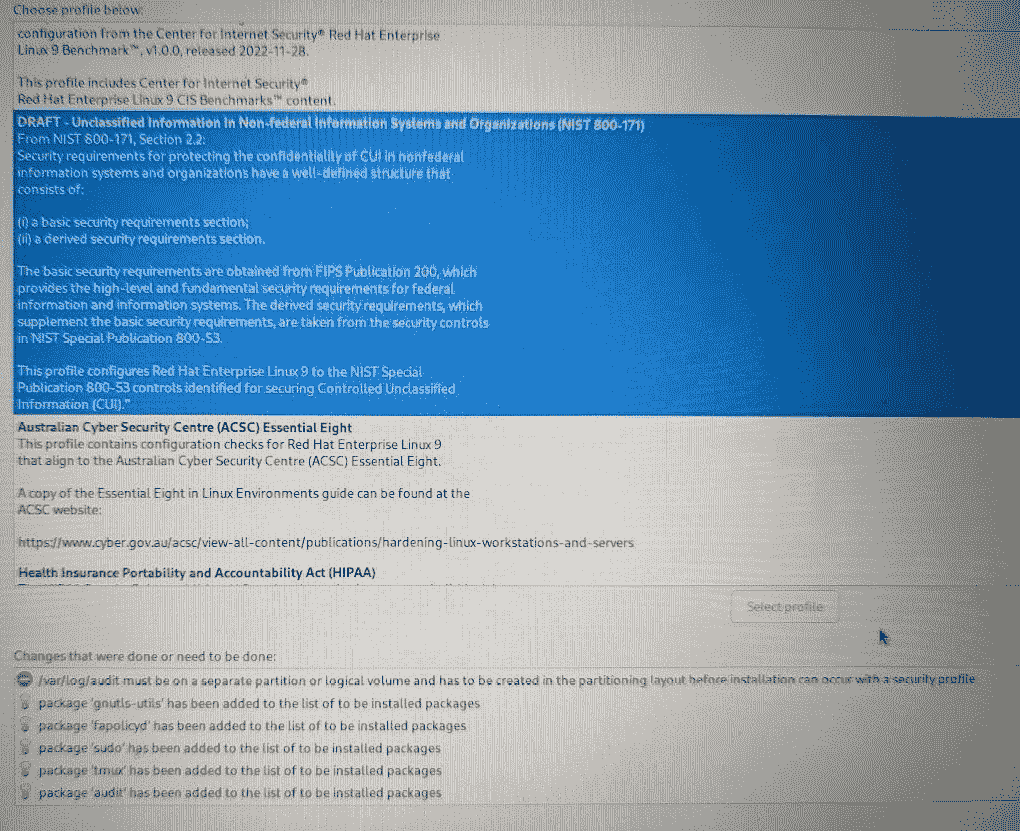 Choose profile below:
configuration from the Center for Internet Security® Red Hat Enterprise
Linux 9 Benchmark™, v1.0.0, released 2022-11-28.
This profile includes Center for Internet Security®
Red Hat Enterprise Linux 9 CIS Benchmarks™ content.
DRAFT - Unclassified Information in Non-federal Information Systems and Organizations (NIST 800-171)
From NIST 800-171, Section 2.2:
Security requirements for protecting the confidentiality of CUI in nonfederal
information systems and organizations have a well-defined structure that
consists of:
(i) a basic security requirements section;
(ii) a derived security requirements section.
The basic security requirements are obtained from FIPS Publication 200, which
provides the high-level and fundamental security requirements for federal
information and information systems. The derived security requirements, which
supplement the basic security requirements, are taken from the security controls
in NIST Special Publication 800-53.
This profile configures Red Hat Enterprise Linux 9 to the NIST Special
Publication 800-53 controls identified for securing Controlled Unclassified
Information (CUI)."
Australian Cyber Security Centre (ACSC) Essential Eight
This profile contains configuration checks for Red Hat Enterprise Linux 9
that align to the Australian Cyber Security Centre (ACSC) Essential Eight.
A copy of the Essential Eight in Linux Environments guide can be found at the
ACSC website:
https://www.cyber.gov.au/acsc/view-all-content/publications/hardening-linux-workstations-and-servers
Health Insurance Portability and Accountability Act (HIPAA)
Select profile
Changes that were done or need to be done:
/var/log/audit must be on a separate partition or logical volume and has to be created in the partitioning layout before installation can occur with a security profile
package 'gnutls-utils' has been added to the list of to be installed packages
package 'fapolicyd' has been added to the list of to be installed packages
package 'sudo' has been added to the list of to be installed packages
package 'tmux' has been added to the list of to be installed packages
package 'audit' has been added to the list of to be installed packages